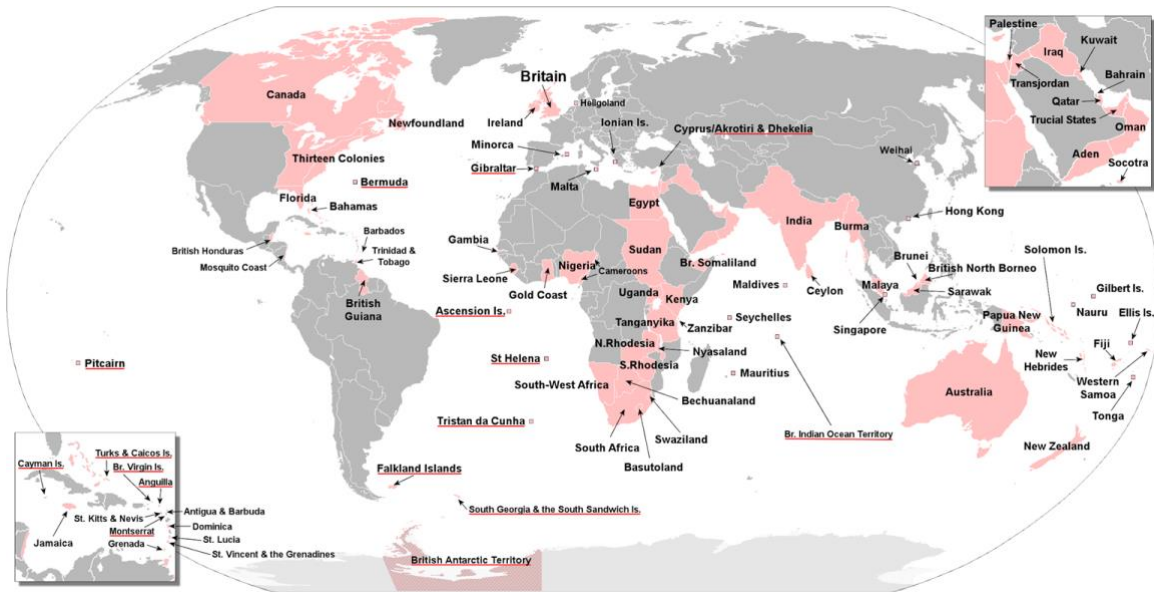 Canada
Newfoundland
Thirteen Colonies
Bermuda
Florida
Bahamas
British Honduras
Mosquito Coast
Barbados
Trinidad &
Tobago
British
Guiana
Pitcairn
Britain
Heligoland
Ireland
Ionian Is.
Minorca
Gibraltar
Malta
Cyprus/Akrotiri & Dhekelia
Weihai
Hong Kong
Egypt
Sudan
Gambia
Sierra Leone
Gold Coast
Nigeria
Cameroons
Br. Somaliland
Uganda
Kenya
Tanganyika
Zanzibar
N.Rhodesia
Nyasaland
S.Rhodesia
South-West Africa
Bechuanaland
South Africa
Swaziland
Basutoland
Ascension Is.
St Helena
Tristan da Cunha
Falkland Islands
South Georgia & the South Sandwich Is.
British Antarctic Territory
India
Burma
Ceylon
Maldives
Seychelles
Mauritius
Br. Indian Ocean Territory
Malaya
Singapore
Brunei
British North Borneo
Sarawak
Papua New
Guinea
Solomon Is.
Gilbert Is.
Nauru
Ellis Is.
Fiji
New
Hebrides
Western
Samoa
Tonga
Australia
New Zealand
Palestine
Iraq
Kuwait
Transjordan
Bahrain
Qatar
Trucial States
Oman
Aden
Socotra
Cayman Is.
Turks & Caicos Is.
Br. Virgin Is.
Anguilla
St. Kitts & Nevis
Antigua & Barbuda
Montserrat
Dominica
Jamaica
Grenada
St. Lucia
St. Vincent & the Grenadines